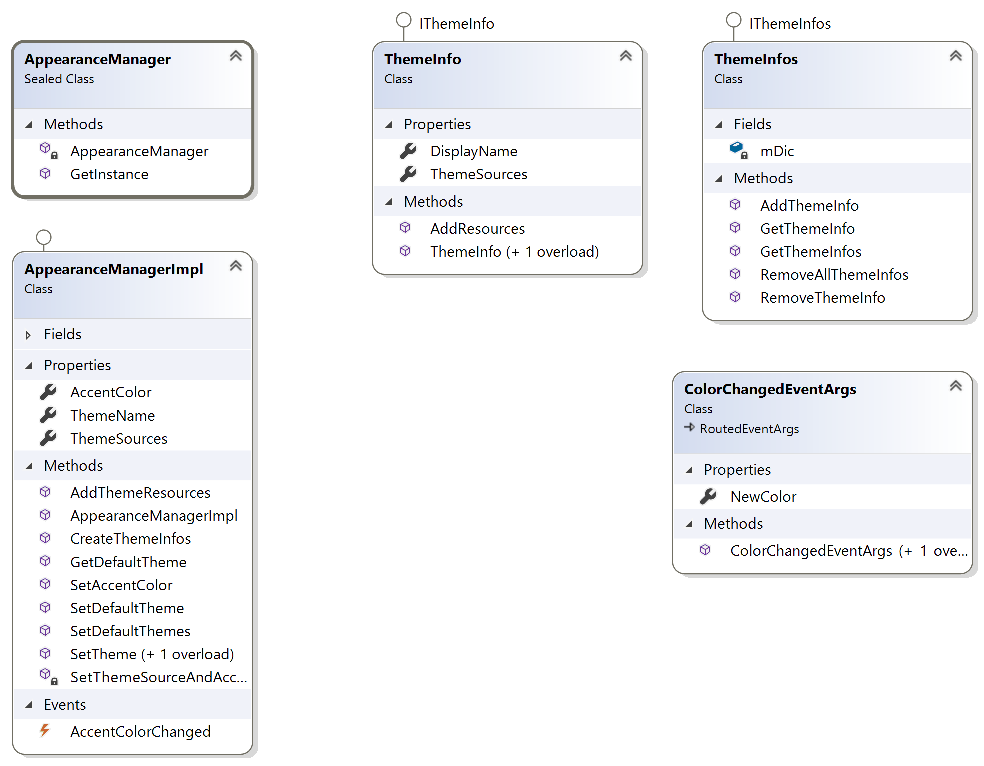 AppearanceManager
Sealed Class
Methods
AppearanceManager
GetInstance
AppearanceManagerImpl
Class
Fields
Properties
AccentColor
ThemeName
ThemeSources
Methods
AddThemeResources
AppearanceManagerImpl
CreateThemeInfos
GetDefaultTheme
SetAccentColor
SetDefaultTheme
SetDefaultThemes
SetTheme (+ 1 overload)
SetThemeSourceAndAcc...
Events
AccentColorChanged
IThemeInfo
ThemeInfo
Class
Properties
DisplayName
ThemeSources
Methods
AddResources
ThemeInfo (+ 1 overload)
IThemeInfos
ThemeInfos
Class
Fields
mDic
Methods
AddThemeInfo
GetThemeInfo
GetThemeInfos
RemoveAllThemeInfos
RemoveThemeInfo
ColorChangedEventArgs
Class
RoutedEventArgs
Properties
NewColor
Methods
ColorChangedEventArgs (+ 1 ove...